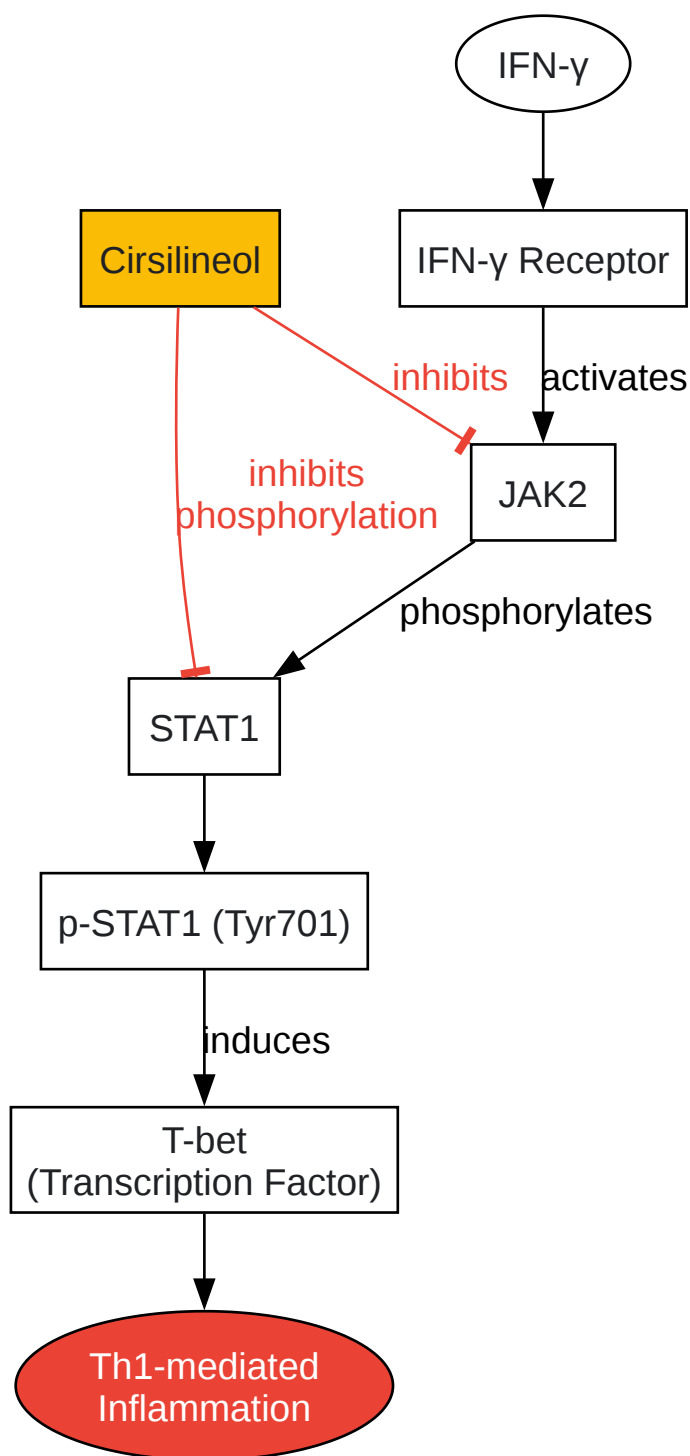 IFN-γ
Cirsilineol
IFN-γ Receptor
inhibits
activates
inhibits
phosphorylation
JAK2
phosphorylates
STAT1
p-STAT1 (Tyr701)
induces
T-bet
(Transcription Factor)
Th1-mediated
Inflammation